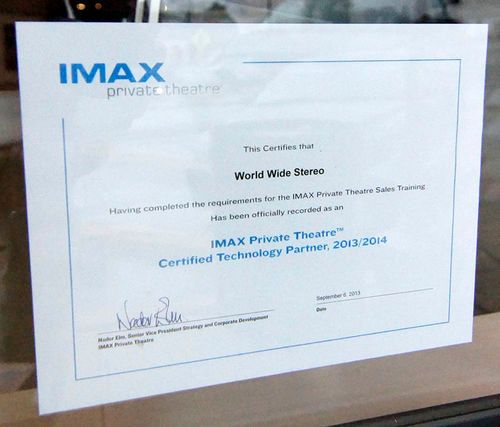 IMAX
private theatre
This Certifies that
World Wide Stereo
Having completed the requirements for the IMAX Private Theatre Sales Training
Has been officially recorded as an
IMAX Private Theatre™
Certified Technology Partner, 2013/2014
September 6, 2013
Date
Nador Elm, Senior Vice President Strategy and Corporate Development
IMAX Private Theatre